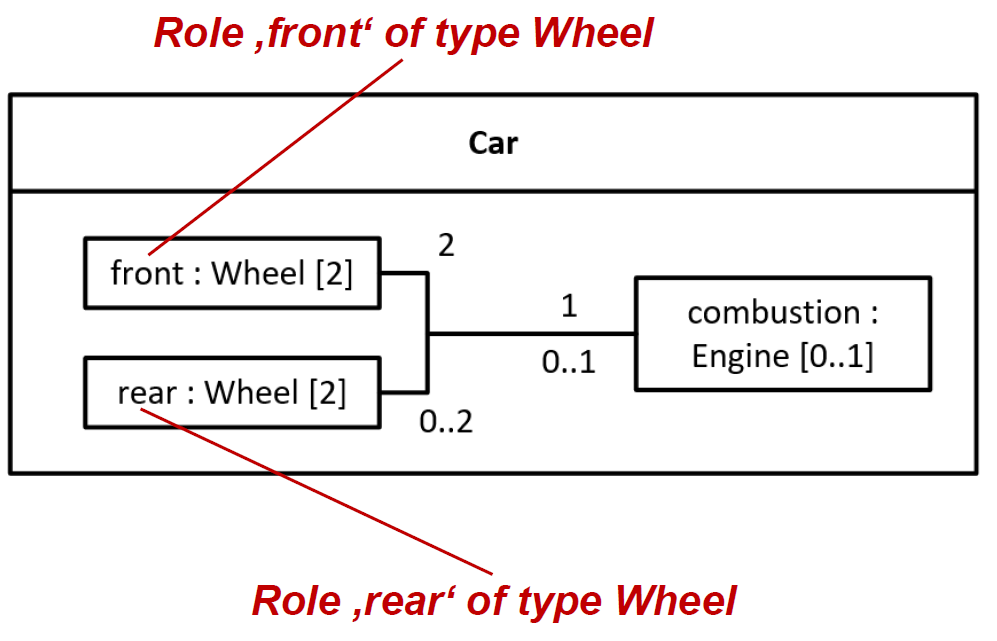 Role ‚front‘ of type Wheel
Car
front : Wheel [2]
2
1
combustion :
Engine [0..1]
0..1
rear : Wheel [2]
0..2
Role ‚rear‘ of type Wheel